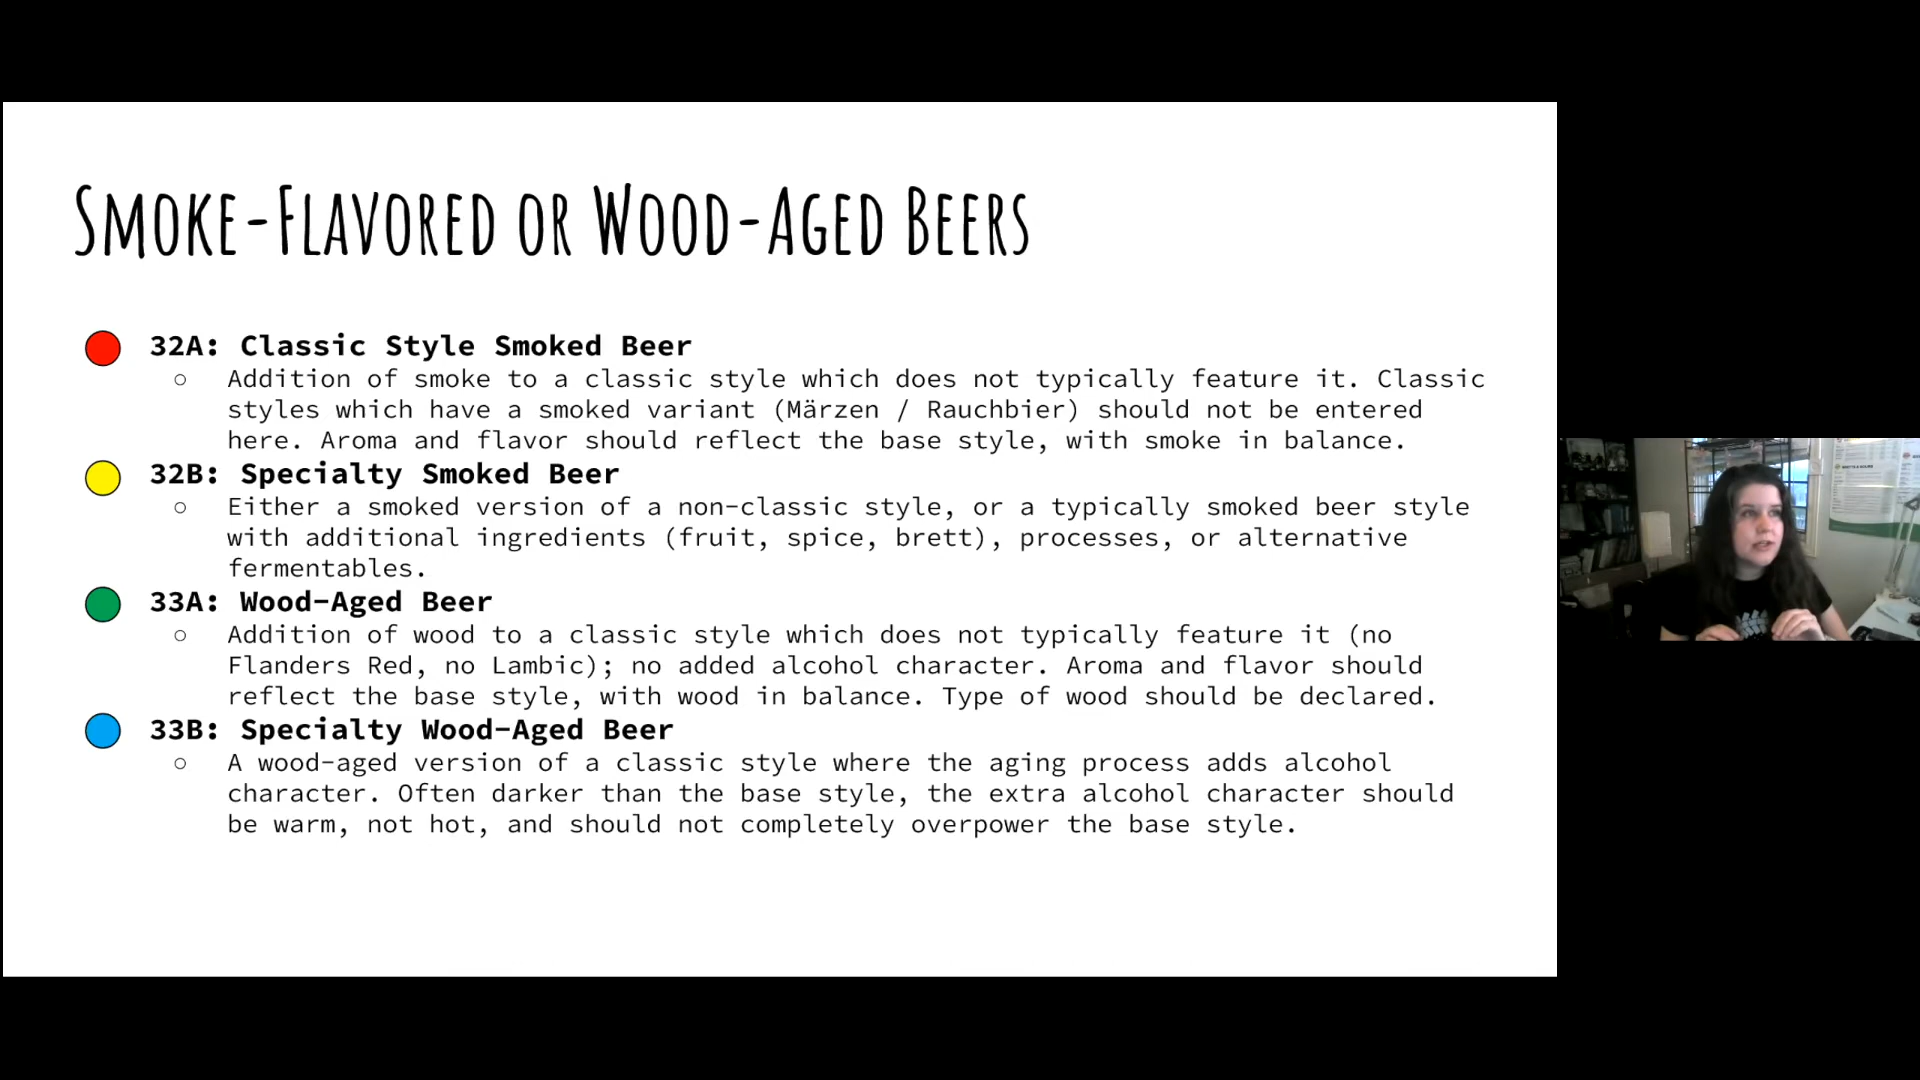 Smoke-Flavored or Wood-Aged Beers
32A: Classic Style Smoked Beer
○ Addition of smoke to a classic style which does not typically feature it. Classic
styles which have a smoked variant (Märzen / Rauchbier) should not be entered
here. Aroma and flavor should reflect the base style, with smoke in balance.
32B: Specialty Smoked Beer
○ Either a smoked version of a non-classic style, or a typically smoked beer style
with additional ingredients (fruit, spice, brett), processes, or alternative
fermentables.
33A: Wood-Aged Beer
○ Addition of wood to a classic style which does not typically feature it (no
Flanders Red, no Lambic); no added alcohol character. Aroma and flavor should
reflect the base style, with wood in balance. Type of wood should be declared.
33B: Specialty Wood-Aged Beer
○ A wood-aged version of a classic style where the aging process adds alcohol
character. Often darker than the base style, the extra alcohol character should
be warm, not hot, and should not completely overpower the base style.